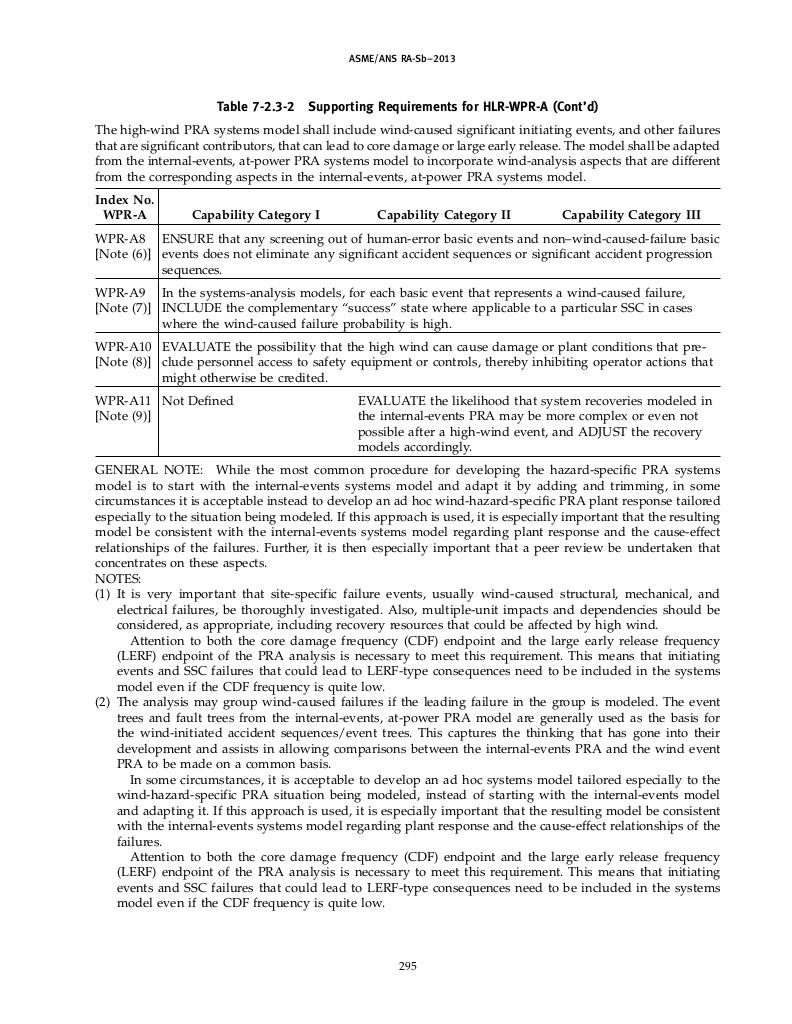 ASME/ANS RA-Sb–2013
Table 7-2.3-2 Supporting Requirements for HLR-WPR-A (Cont’d)
The high-wind PRA systems model shall include wind-caused significant initiating events, and other failures
that are significant contributors, that can lead to core damage or large early release. The model shall be adapted
from the internal-events, at-power PRA systems model to incorporate wind-analysis aspects that are different
from the corresponding aspects in the internal-events, at-power PRA systems model.
Index No.
WPR-A Capability Category I Capability Category II Capability Category III
WPR-A8 ENSURE that any screening out of human-error basic events and non–wind-caused-failure basic
[Note (6)] events does not eliminate any significant accident sequences or significant accident progression
sequences.
WPR-A9 In the systems-analysis models, for each basic event that represents a wind-caused failure,
[Note (7)] INCLUDE the complementary “success” state where applicable to a particular SSC in cases
where the wind-caused failure probability is high.
WPR-A10 EVALUATE the possibility that the high wind can cause damage or plant conditions that pre-
[Note (8)] clude personnel access to safety equipment or controls, thereby inhibiting operator actions that
might otherwise be credited.
WPR-A11 Not Defined EVALUATE the likelihood that system recoveries modeled in
[Note (9)] the internal-events PRA may be more complex or even not
possible after a high-wind event, and ADJUST the recovery
models accordingly.
GENERAL NOTE: While the most common procedure for developing the hazard-specific PRA systems
model is to start with the internal-events systems model and adapt it by adding and trimming, in some
circumstances it is acceptable instead to develop an ad hoc wind-hazard-specific PRA plant response tailored
especially to the situation being modeled. If this approach is used, it is especially important that the resulting
model be consistent with the internal-events systems model regarding plant response and the cause-effect
relationships of the failures. Further, it is then especially important that a peer review be undertaken that
concentrates on these aspects.
NOTES:
(1) It is very important that site-specific failure events, usually wind-caused structural, mechanical, and
electrical failures, be thoroughly investigated. Also, multiple-unit impacts and dependencies should be
considered, as appropriate, including recovery resources that could be affected by high wind.
Attention to both the core damage frequency (CDF) endpoint and the large early release frequency
(LERF) endpoint of the PRA analysis is necessary to meet this requirement. This means that initiating
events and SSC failures that could lead to LERF-type consequences need to be included in the systems
model even if the CDF frequency is quite low.
(2) The analysis may group wind-caused failures if the leading failure in the group is modeled. The event
trees and fault trees from the internal-events, at-power PRA model are generally used as the basis for
the wind-initiated accident sequences/event trees. This captures the thinking that has gone into their
development and assists in allowing comparisons between the internal-events PRA and the wind event
PRA to be made on a common basis.
In some circumstances, it is acceptable to develop an ad hoc systems model tailored especially to the
wind-hazard-specific PRA situation being modeled, instead of starting with the internal-events model
and adapting it. If this approach is used, it is especially important that the resulting model be consistent
with the internal-events systems model regarding plant response and the cause-effect relationships of the
failures.
Attention to both the core damage frequency (CDF) endpoint and the large early release frequency
(LERF) endpoint of the PRA analysis is necessary to meet this requirement. This means that initiating
events and SSC failures that could lead to LERF-type consequences need to be included in the systems
model even if the CDF frequency is quite low.
295